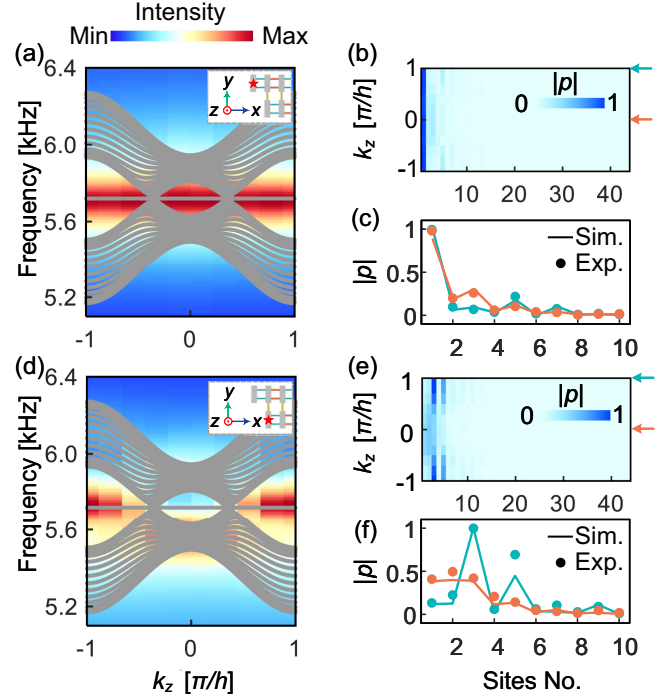 Intensity
Min Max
(a)
6.4
6.0
5.6
5.2
Frequency [kHz]
-1 0 1
y
z x
(b)
1
0
-1
k_z [π/h]
|p|
0 1
10 20 30 40
(c)
1
0.5
0
|p|
Sim.
Exp.
2 4 6 8 10
(d)
6.4
6.0
5.6
5.2
Frequency [kHz]
-1 0 1
k_z [π/h]
y
z x
(e)
1
0
-1
k_z [π/h]
|p|
0 1
10 20 30 40
(f)
1
0.5
0
|p|
Sim.
Exp.
2 4 6 8 10
Sites No.